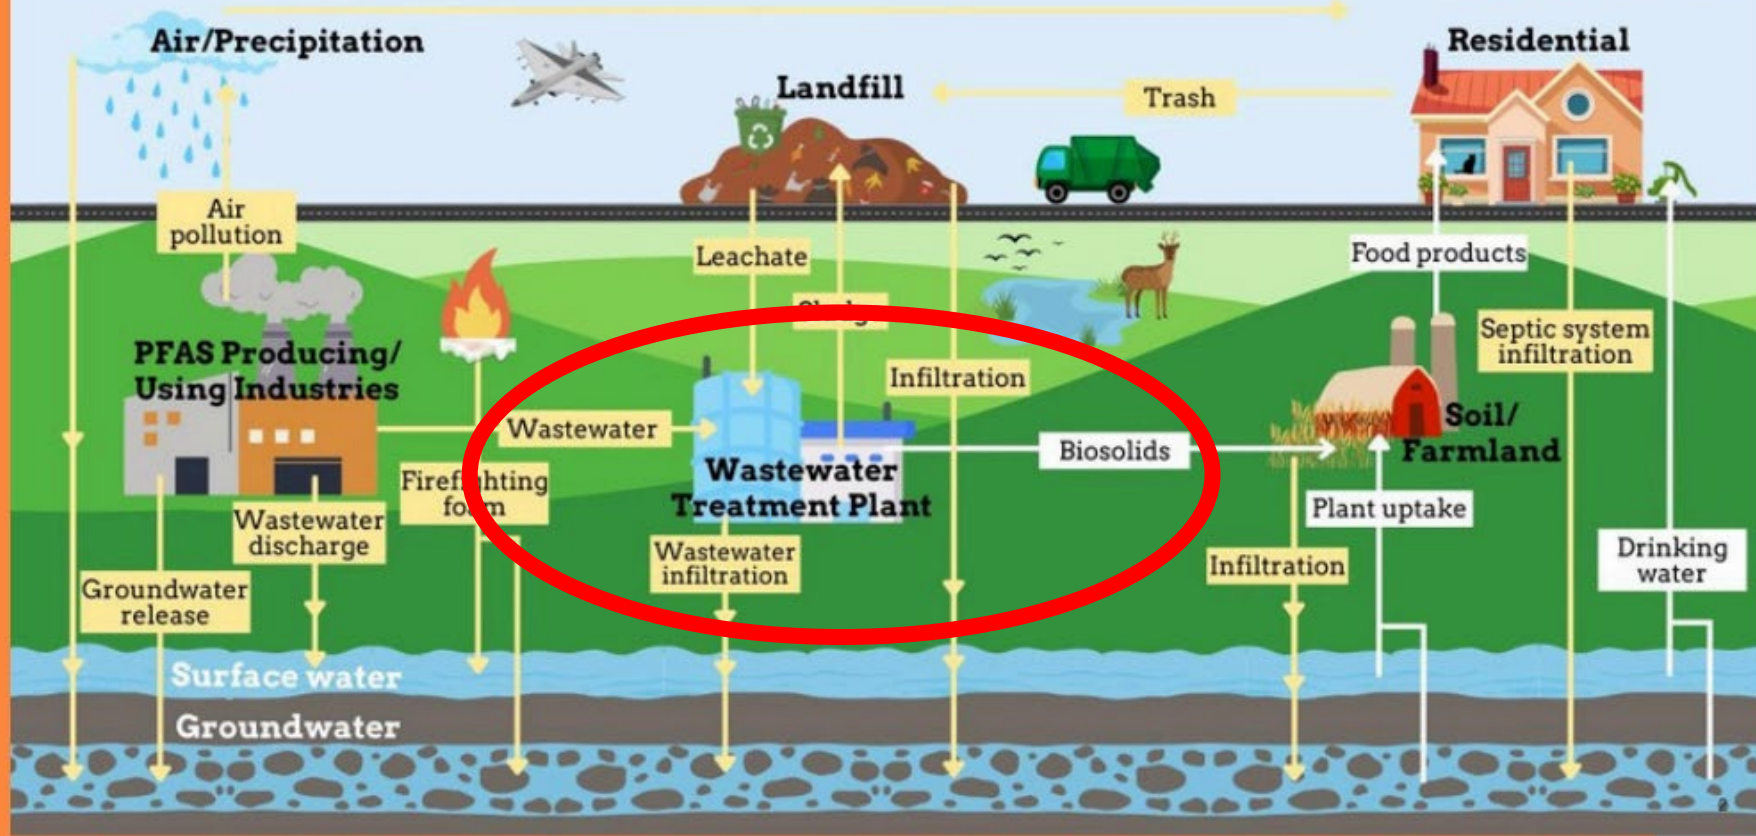 Air/Precipitation
Residential
Landfill
Trash
Air
pollution
Leachate
Food products
Septic system
infiltration
PFAS Producing/
Using Industries
Infiltration
Wastewater
Biosolids
Soil/
Farmland
Wastewater
Treatment Plant
Firefighting
foam
Plant uptake
Wastewater
discharge
Wastewater
infiltration
Infiltration
Drinking
water
Groundwater
release
Surface water
Groundwater